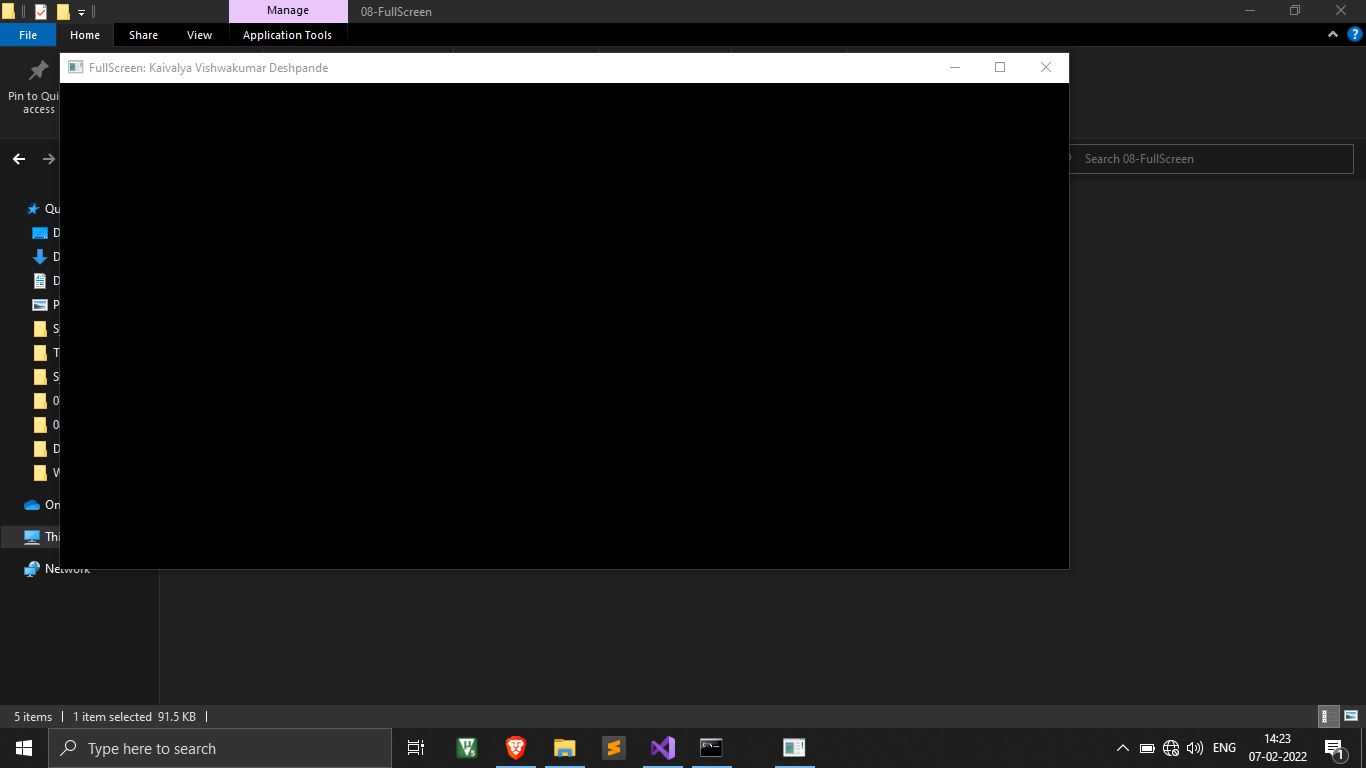 Manage
08-FullScreen
File
Home
Share
View
Application Tools
FullScreen: Kaivalya Vishwakumar Deshpande
Pin to Qui
access
Search 08-FullScreen
Qu
D
D
D
P
S
T
Sy
0
0
D
W
On
Thi
Network
5 items
1 item selected 91.5 KB
Type here to search
ENG
14:23
07-02-2022
1